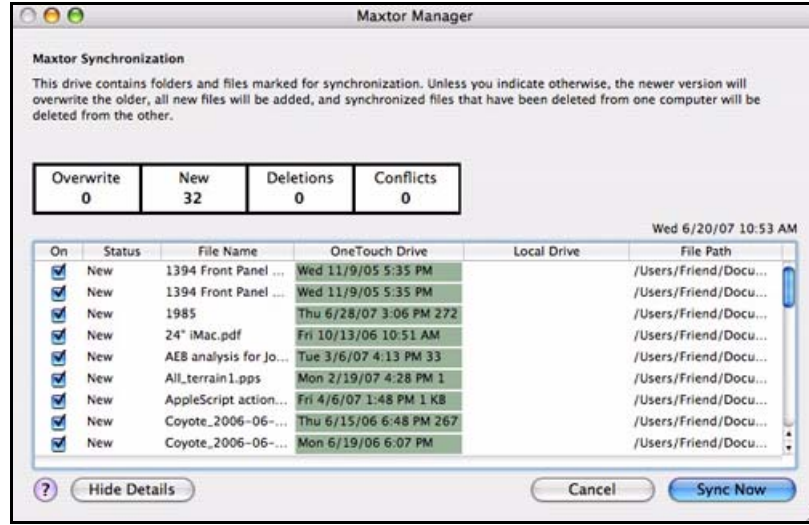 Maxtor Manager
Maxtor Synchronization
This drive contains folders and files marked for synchronization. Unless you indicate otherwise, the newer version will
overwrite the older, all new files will be added, and synchronized files that have been deleted from one computer will be
deleted from the other.
Overwrite New Deletions Conflicts
0 32 0 0
Wed 6/20/07 10:53 AM
On Status File Name OneTouch Drive Local Drive File Path
New 1394 Front Panel ... Wed 11/9/05 5:35 PM /Users/Friend/Docu...
New 1394 Front Panel ... Wed 11/9/05 5:35 PM /Users/Friend/Docu...
New 1985 Thu 6/28/07 3:06 PM 272 /Users/Friend/Docu...
New 24" iMac.pdf Fri 10/13/06 10:51 AM /Users/Friend/Docu...
New AEB analysis for Jo... Tue 3/6/07 4:13 PM 33 /Users/Friend/Docu...
New All_terrain1.pps Mon 2/19/07 4:28 PM 1 /Users/Friend/Docu...
New AppleScript action... Fri 4/6/07 1:48 PM 1 KB /Users/Friend/Docu...
New Coyote_2006-06-... Thu 6/15/06 6:48 PM 267 /Users/Friend/Docu...
New Coyote_2006-06-... Mon 6/19/06 6:07 PM /Users/Friend/Docu...
? Hide Details Cancel Sync Now